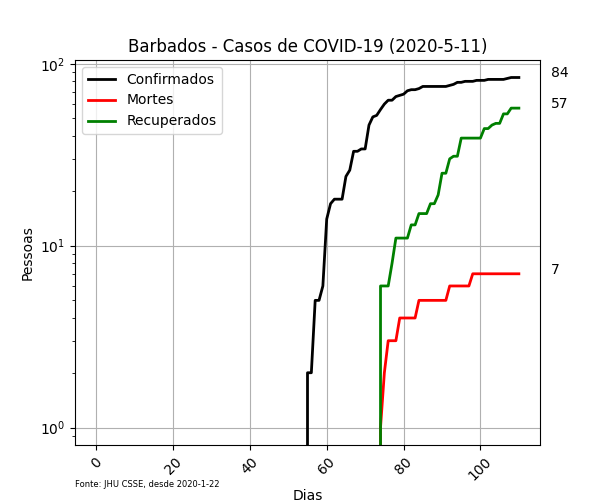 Barbados - Casos de COVID-19 (2020-5-11)
Confirmados
Mortes
Recuperados
84
57
7
Pessoas
10²
10¹
10⁰
0
20
40
60
80
100
Dias
Fonte: JHU CSSE, desde 2020-1-22